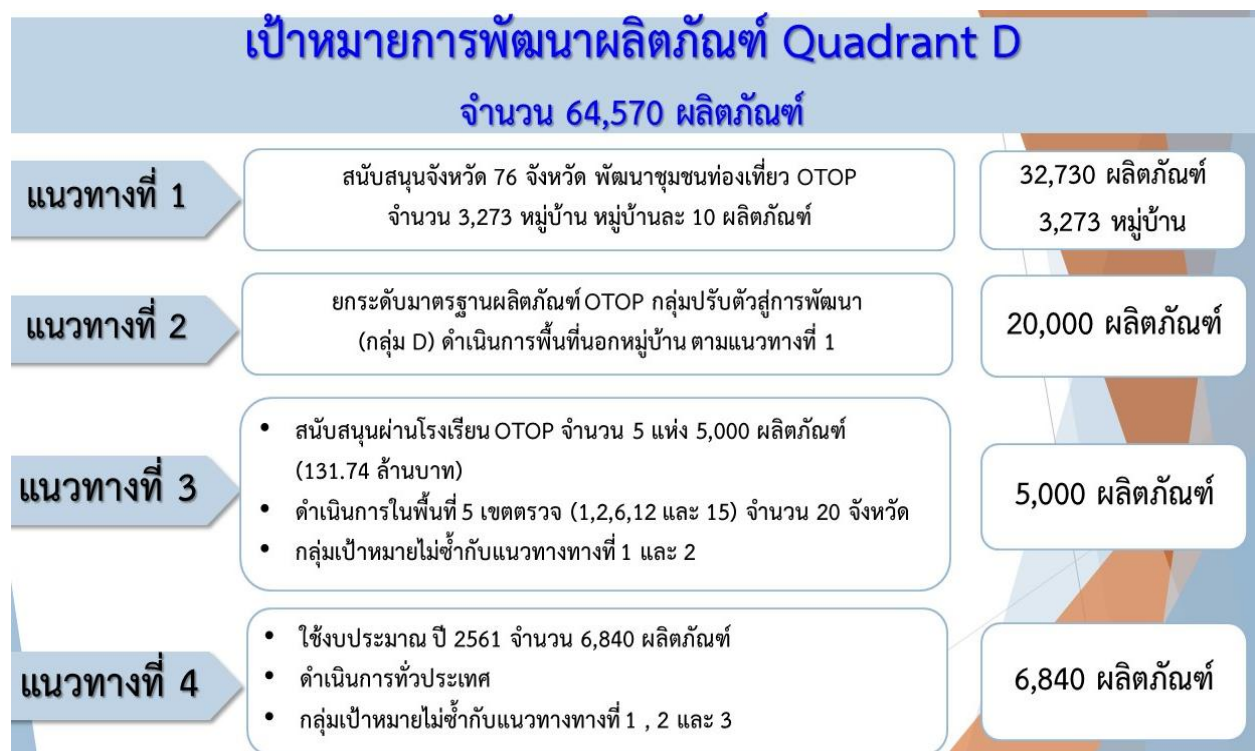 เป้าหมายการพัฒนาผลิตภัณฑ์ Quadrant D
จำนวน 64,570 ผลิตภัณฑ์
แนวทางที่ 1
สนับสนุนจังหวัด 76 จังหวัด พัฒนาชุมชนท่องเที่ยว OTOP
จำนวน 3,273 หมู่บ้าน หมู่บ้านละ 10 ผลิตภัณฑ์
32,730 ผลิตภัณฑ์
3,273 หมู่บ้าน
แนวทางที่ 2
ยกระดับมาตรฐานผลิตภัณฑ์ OTOP กลุ่มปรับตัวสู่การพัฒนา
(กลุ่ม D) ดำเนินการพื้นที่นอกหมู่บ้าน ตามแนวทางที่ 1
20,000 ผลิตภัณฑ์
แนวทางที่ 3
• สนับสนุนผ่านโรงเรียน OTOP จำนวน 5 แห่ง 5,000 ผลิตภัณฑ์
(131.74 ล้านบาท)
• ดำเนินการในพื้นที่ 5 เขตตรวจ (1,2,6,12 และ 15) จำนวน 20 จังหวัด
• กลุ่มเป้าหมายไม่ซ้ำกับแนวทางทางที่ 1 และ 2
5,000 ผลิตภัณฑ์
แนวทางที่ 4
• ใช้งบประมาณ ปี 2561 จำนวน 6,840 ผลิตภัณฑ์
• ดำเนินการทั่วประเทศ
• กลุ่มเป้าหมายไม่ซ้ำกับแนวทางทางที่ 1 , 2 และ 3
6,840 ผลิตภัณฑ์